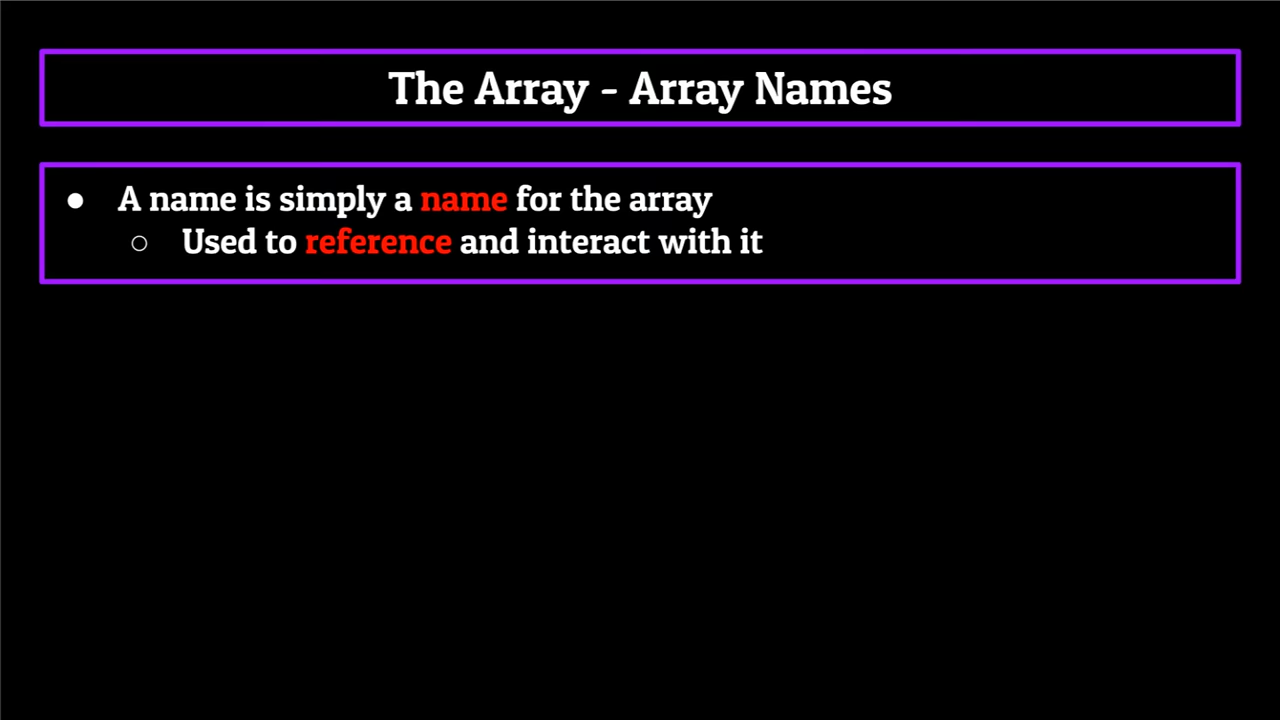 The Array - Array Names
● A name is simply a name for the array
○ Used to reference and interact with it